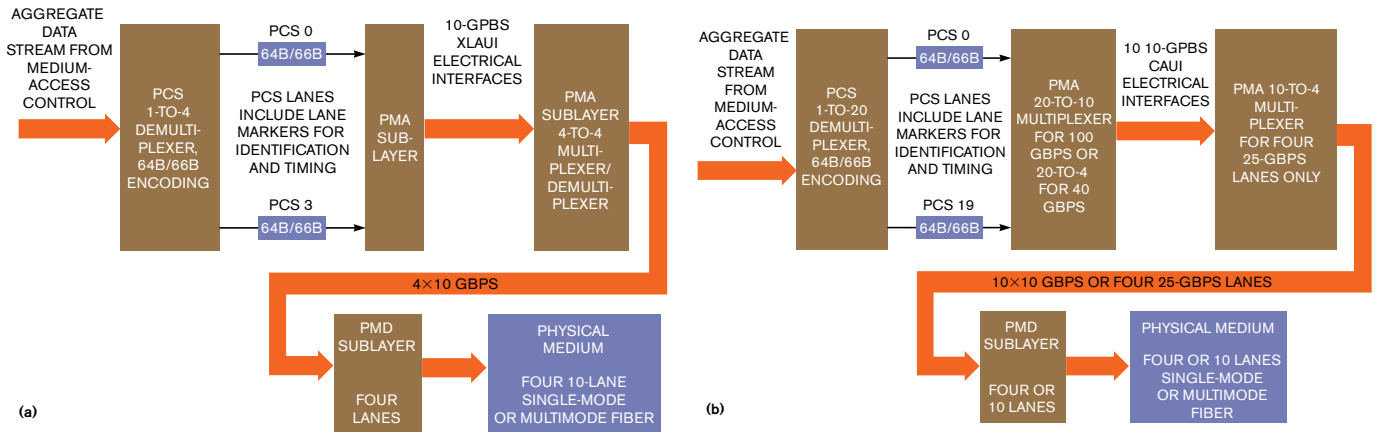 AGGREGATE
DATA
STREAM FROM
MEDIUM-
ACCESS
CONTROL
PCS
1-TO-4
DEMULTI-
PLEXER,
64B/66B
ENCODING
PCS 0
64B/66B
PCS LANES
INCLUDE LANE
MARKERS FOR
IDENTIFICATION
AND TIMING
PCS 3
64B/66B
PMA
SUB-
LAYER
10-GPBS
XLAUI
ELECTRICAL
INTERFACES
PMA
SUBLAYER
4-TO-4
MULTI-
PLEXER/
DEMULTI-
PLEXER
4×10 GBPS
PMD
SUBLAYER
FOUR
LANES
PHYSICAL
MEDIUM
FOUR 10-LANE
SINGLE-MODE
OR MULTIMODE FIBER
(a)
AGGREGATE
DATA
STREAM
FROM
MEDIUM-
ACCESS
CONTROL
PCS
1-TO-20
DEMULTI-
PLEXER,
64B/66B
ENCODING
PCS 0
64B/66B
PCS LANES
INCLUDE LANE
MARKERS FOR
IDENTIFICATION
AND TIMING
PCS 19
64B/66B
PMA
20-TO-10
MULTIPLEXER
FOR 100
GBPS OR
20-TO-4
FOR 40
GBPS
10 10-GPBS
CAUI
ELECTRICAL
INTERFACES
PMA 10-TO-4
MULTI-
PLEXER
FOR FOUR
25-GBPS
LANES ONLY
10×10 GBPS OR FOUR 25-GBPS LANES
PMD
SUBLAYER
FOUR OR
10 LANES
PHYSICAL MEDIUM
FOUR OR 10 LANES
SINGLE-MODE
OR MULTIMODE
FIBER
(b)